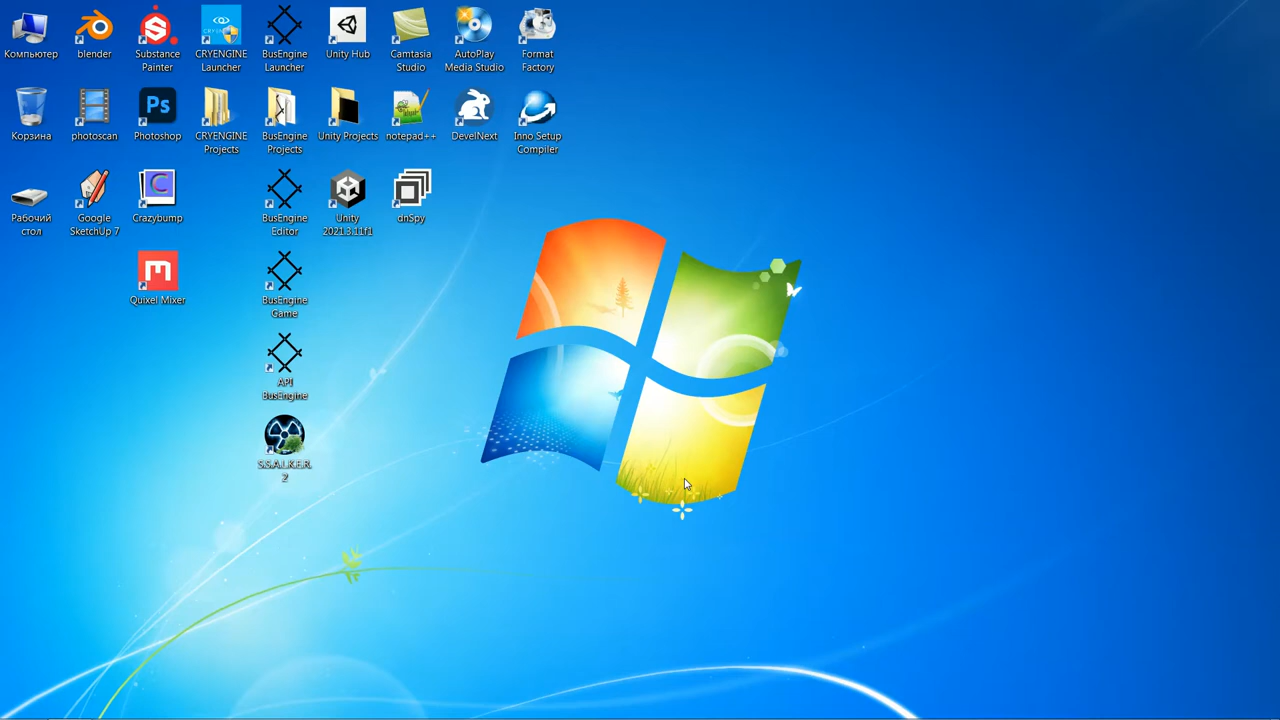 Компьютер
blender
Substance
Painter
CRYENGINE
Launcher
BusEngine
Launcher
Unity Hub
Camtasia
Studio
AutoPlay
Media Studio
Format
Factory
Корзина
photoscan
Ps
Photoshop
CRYENGINE
Projects
BusEngine
Projects
Unity Projects
notepad++
DevelNext
Inno Setup
Compiler
Рабочий
стол
Google
SketchUp 7
Crazybump
BusEngine
Editor
Unity
2021.3.11f1
dnSpy
Quixel Mixer
BusEngine
Game
API
BusEngine
S.S.A.L.K.E.R.
2